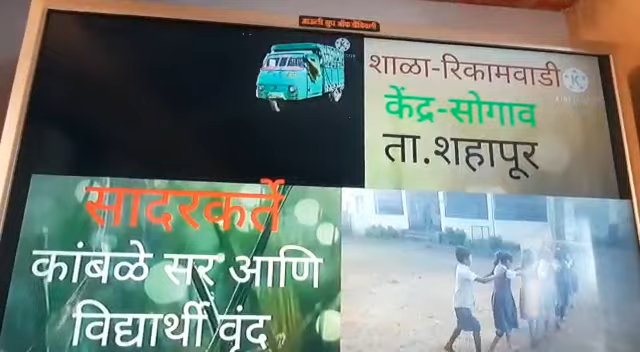 शाळा-रिकामवाडी
केंद्र-सोगाव
ता.शहापूर
सादरकर्ते
कांबळे सर आणि
विद्यार्थी वृंद